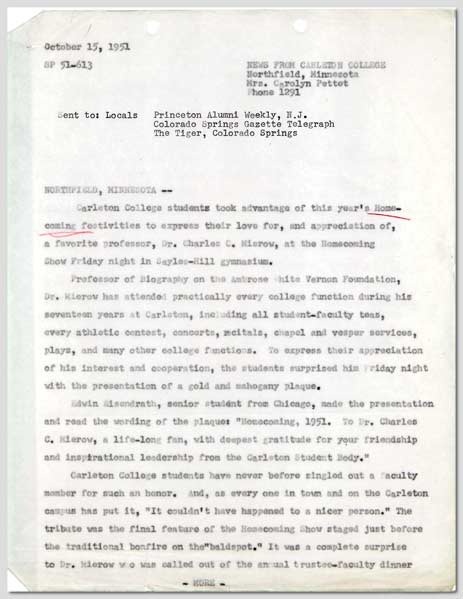 October 15, 1951
SP 51-613
NEWS FROM CARLETON COLLEGE
Northfield, Minnesota
Mrs. Carolyn Pettet
Phone 1291
Sent to: Locals Princeton Alumni Weekly, N.J.
Colorado Springs Gazette Telegraph
The Tiger, Colorado Springs
NORTHFIELD, MINNESOTA --
Carleton College students took advantage of this year's Home-
coming festivities to express their love for, and appreciation of,
a favorite professor, Dr. Charles C. Mierow, at the Homecoming
Show Friday night in Sayles-Hill gymnasium.
Professor of Biography on the Ambrose White Vernon Foundation,
Dr. Mierow has attended practically every college function during his
seventeen years at Carleton, including all student-faculty teas,
every athletic contest, concerts, recitals, chapel and vesper services,
plays, and many other college functions. To express their appreciation
of his interest and cooperation, the students surprised him Friday night
with the presentation of a gold and mahogany plaque.
Edwin Eisendrath, senior student from Chicago, made the presentation
and read the wording of the plaque: "Homecoming, 1951. To Dr. Charles
C. Mierow, a life-long fan, with deepest gratitude for your friendship
and inspirational leadership from the Carleton Student Body."
Carleton College students have never before singled out a faculty
member for such an honor. And, as every one in town and on the Carleton
campus has put it, "It couldn't have happened to a nicer person." The
tribute was the final feature of the Homecoming Show staged just before
the traditional bonfire on the"baldspot." It was a complete surprise
to Dr. Mierow who was called out of the annual trustee-faculty dinner
- MORE -